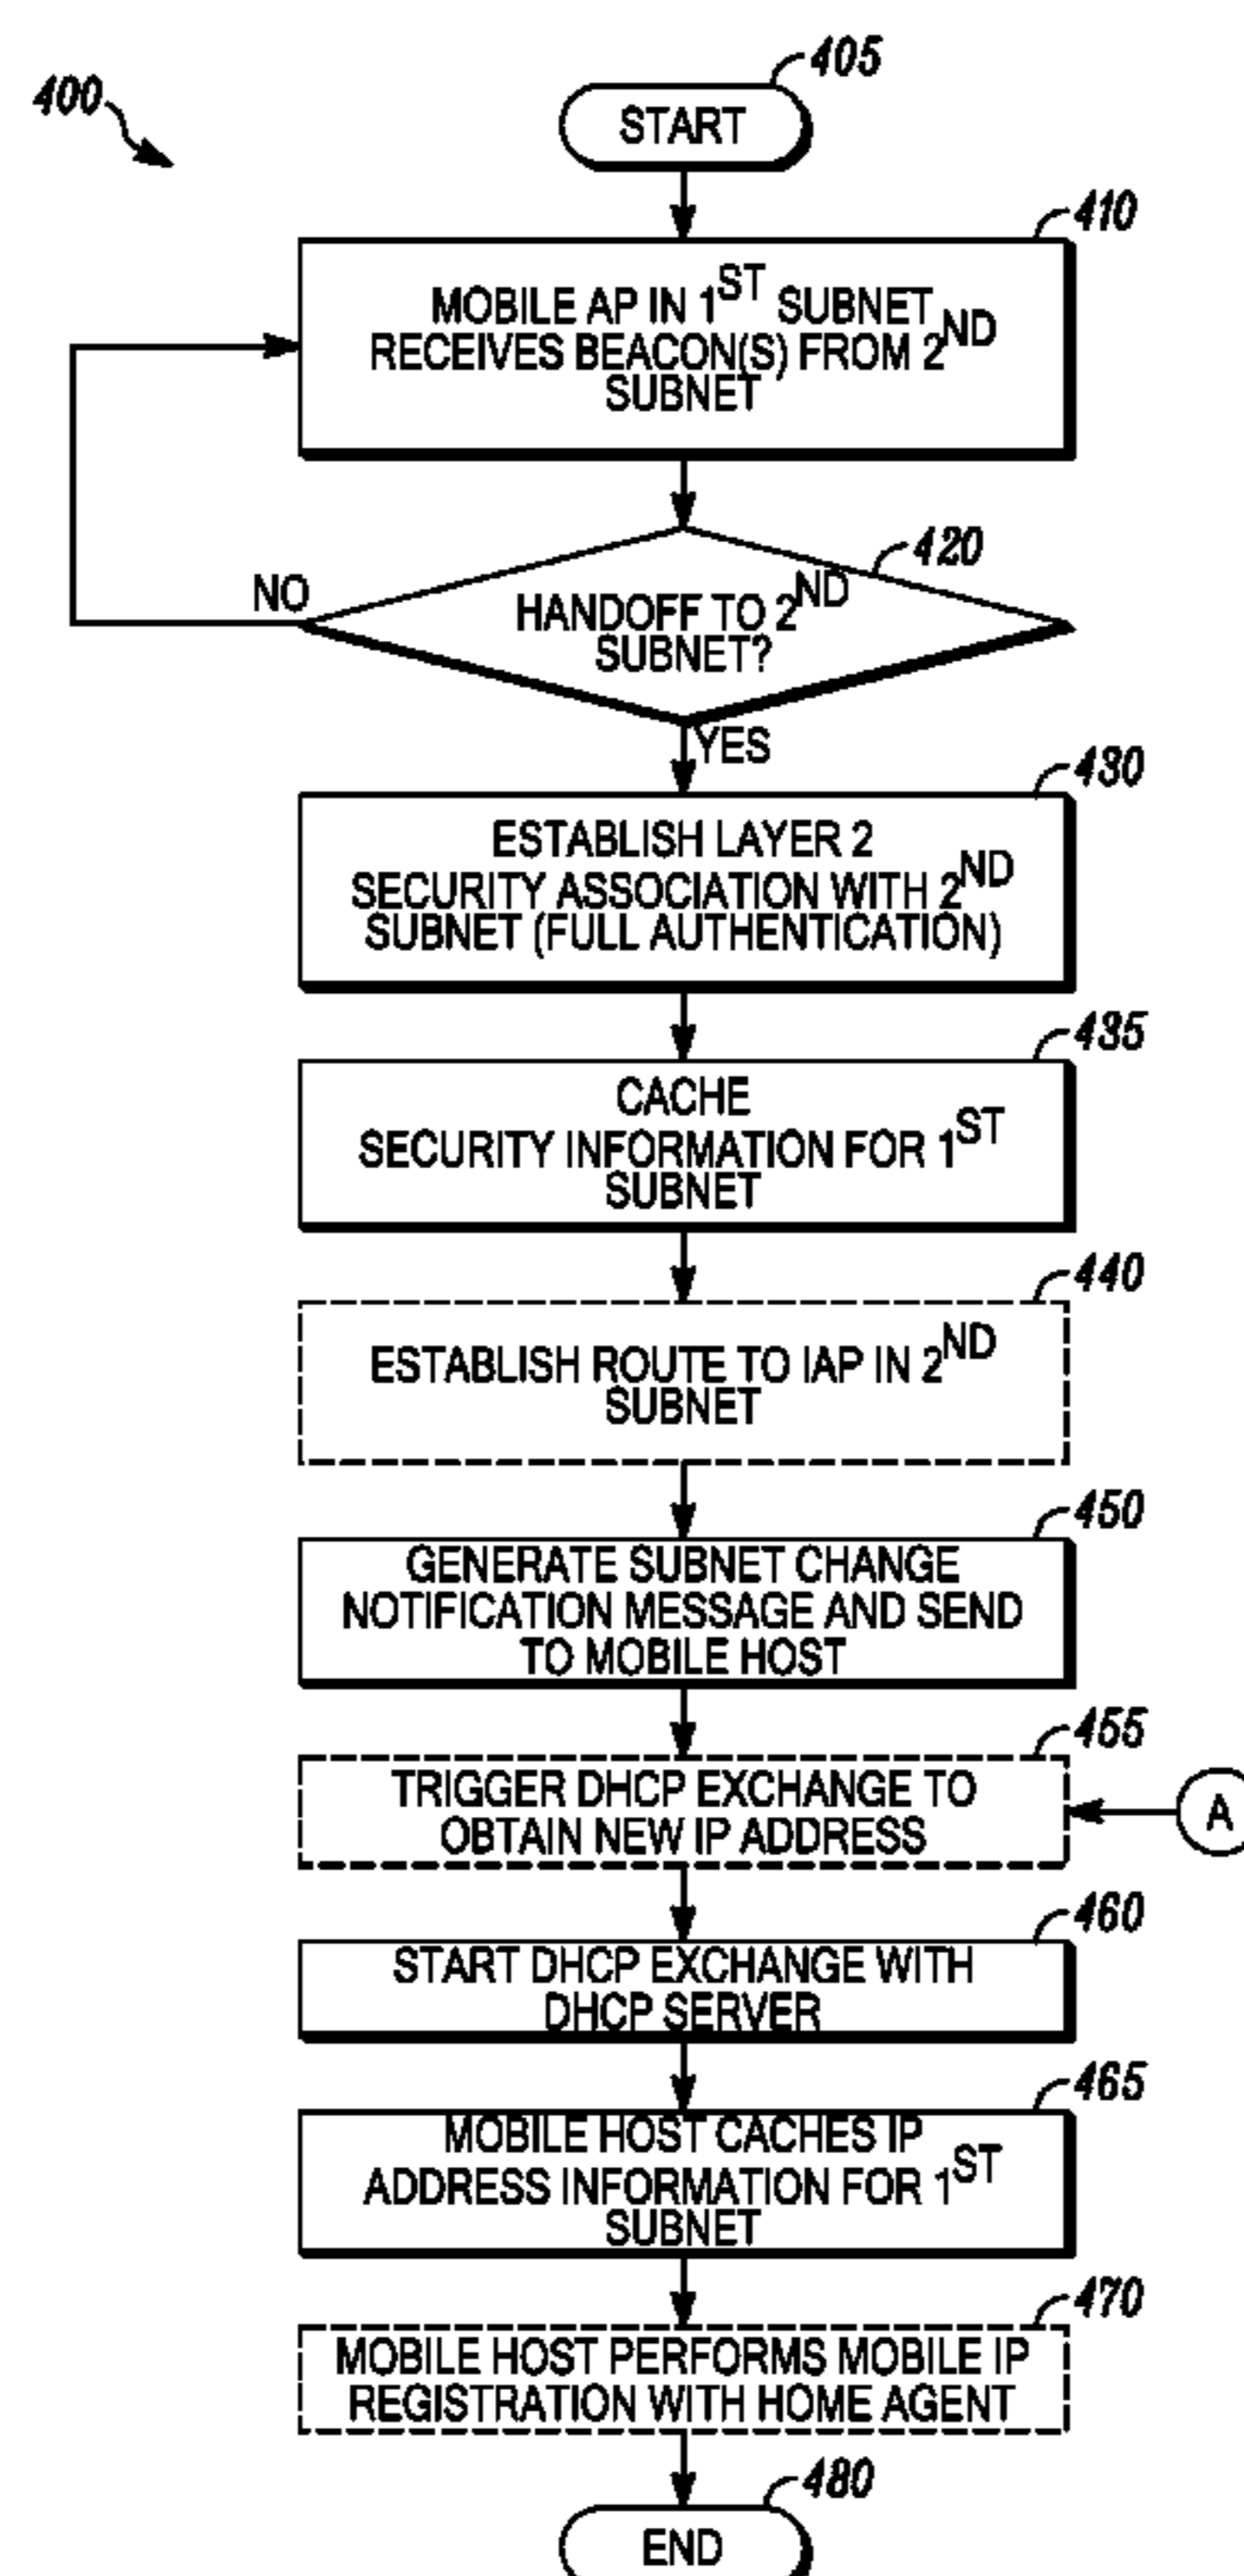 400
405
START
410
MOBILE AP IN 1ST SUBNET
RECEIVES BEACON(S) FROM 2ND
SUBNET
420
NO
HANDOFF TO 2ND
SUBNET?
YES
430
ESTABLISH LAYER 2
SECURITY ASSOCIATION WITH 2ND
SUBNET (FULL AUTHENTICATION)
435
CACHE
SECURITY INFORMATION FOR 1ST
SUBNET
440
ESTABLISH ROUTE TO IAP IN 2ND
SUBNET
450
GENERATE SUBNET CHANGE
NOTIFICATION MESSAGE AND SEND
TO MOBILE HOST
455
TRIGGER DHCP EXCHANGE TO
OBTAIN NEW IP ADDRESS
A
460
START DHCP EXCHANGE WITH
DHCP SERVER
465
MOBILE HOST CACHES IP
ADDRESS INFORMATION FOR 1ST
SUBNET
470
MOBILE HOST PERFORMS MOBILE IP
REGISTRATION WITH HOME AGENT
480
END